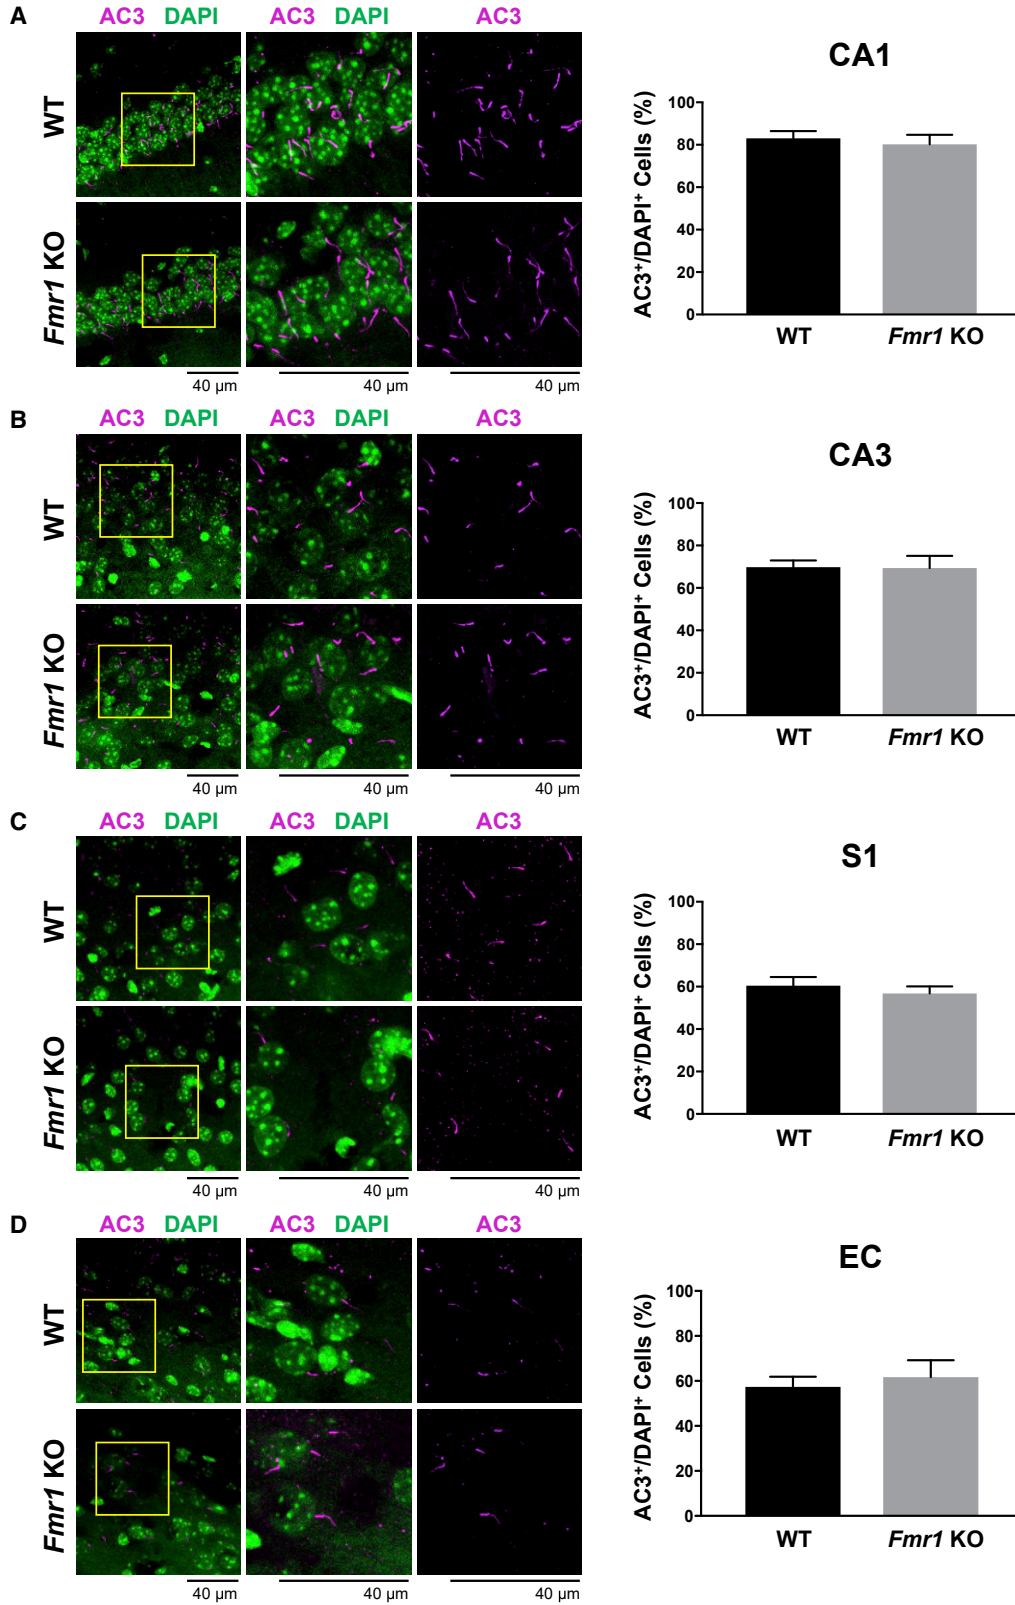 A
AC3 DAPI AC3 DAPI AC3
WT
Fmr1 KO
40 µm 40 µm 40 µm
CA1
AC3⁺/DAPI⁺ Cells (%)
100
80
60
40
20
0
WT Fmr1 KO
B
AC3 DAPI AC3 DAPI AC3
WT
Fmr1 KO
40 µm 40 µm 40 µm
CA3
AC3⁺/DAPI⁺ Cells (%)
100
80
60
40
20
0
WT Fmr1 KO
C
AC3 DAPI AC3 DAPI AC3
WT
Fmr1 KO
40 µm 40 µm 40 µm
S1
AC3⁺/DAPI⁺ Cells (%)
100
80
60
40
20
0
WT Fmr1 KO
D
AC3 DAPI AC3 DAPI AC3
WT
Fmr1 KO
40 µm 40 µm 40 µm
EC
AC3⁺/DAPI⁺ Cells (%)
100
80
60
40
20
0
WT Fmr1 KO